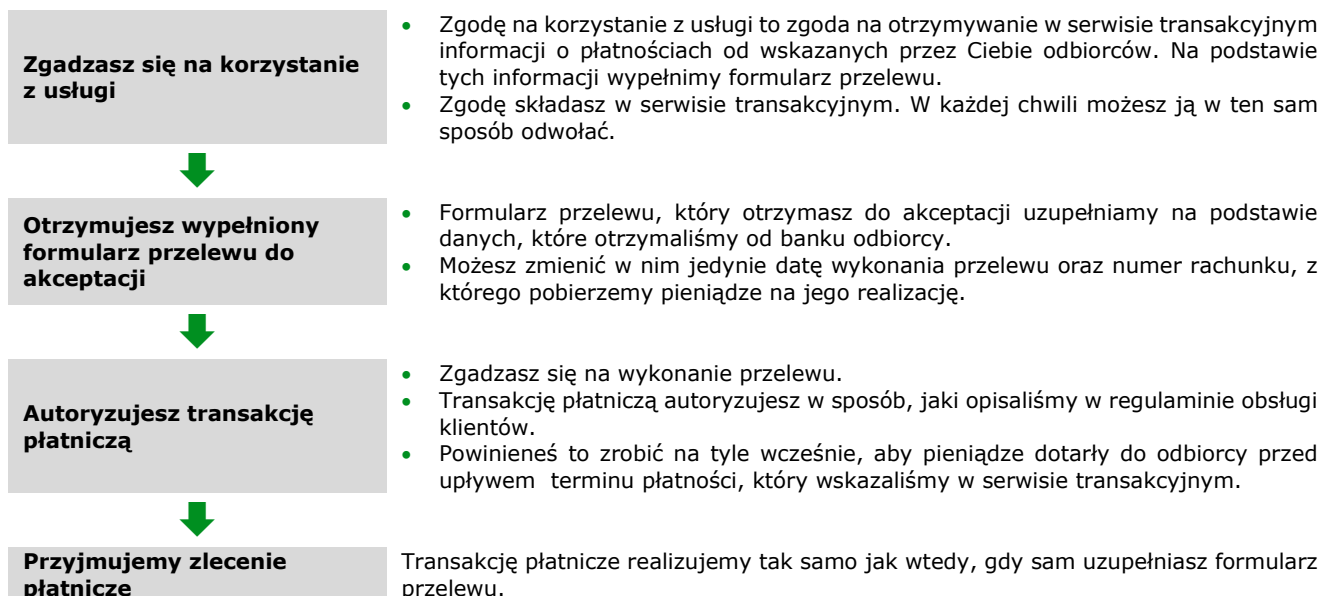 Zgadzasz się na korzystanie
z usługi
• Zgodę na korzystanie z usługi to zgoda na otrzymywanie w serwisie transakcyjnym
informacji o płatnościach od wskazanych przez Ciebie odbiorców. Na podstawie
tych informacji wypełnimy formularz przelewu.
• Zgodę składasz w serwisie transakcyjnym. W każdej chwili możesz ją w ten sam
sposób odwołać.
Otrzymujesz wypełniony
formularz przelewu do
akceptacji
• Formularz przelewu, który otrzymasz do akceptacji uzupełniamy na podstawie
danych, które otrzymaliśmy od banku odbiorcy.
• Możesz zmienić w nim jedynie datę wykonania przelewu oraz numer rachunku, z
którego pobierzemy pieniądze na jego realizację.
Autoryzujesz transakcję
płatniczą
• Zgadzasz się na wykonanie przelewu.
• Transakcję płatniczą autoryzujesz w sposób, jaki opisaliśmy w regulaminie obsługi
klientów.
• Powinieneś to zrobić na tyle wcześnie, aby pieniądze dotarły do odbiorcy przed
upływem terminu płatności, który wskazaliśmy w serwisie transakcyjnym.
Przyjmujemy zlecenie
płatnicze
Transakcję płatnicze realizujemy tak samo jak wtedy, gdy sam uzupełniasz formularz
przelewu.